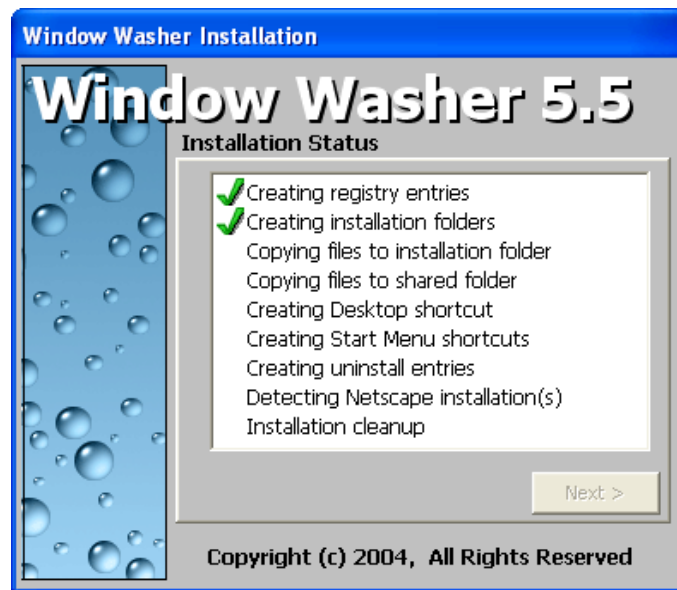 Window Washer Installation
Window Washer 5.5
Installation Status
Creating registry entries
Creating installation folders
Copying files to installation folder
Copying files to shared folder
Creating Desktop shortcut
Creating Start Menu shortcuts
Creating uninstall entries
Detecting Netscape installation(s)
Installation cleanup
Next >
Copyright (c) 2004, All Rights Reserved